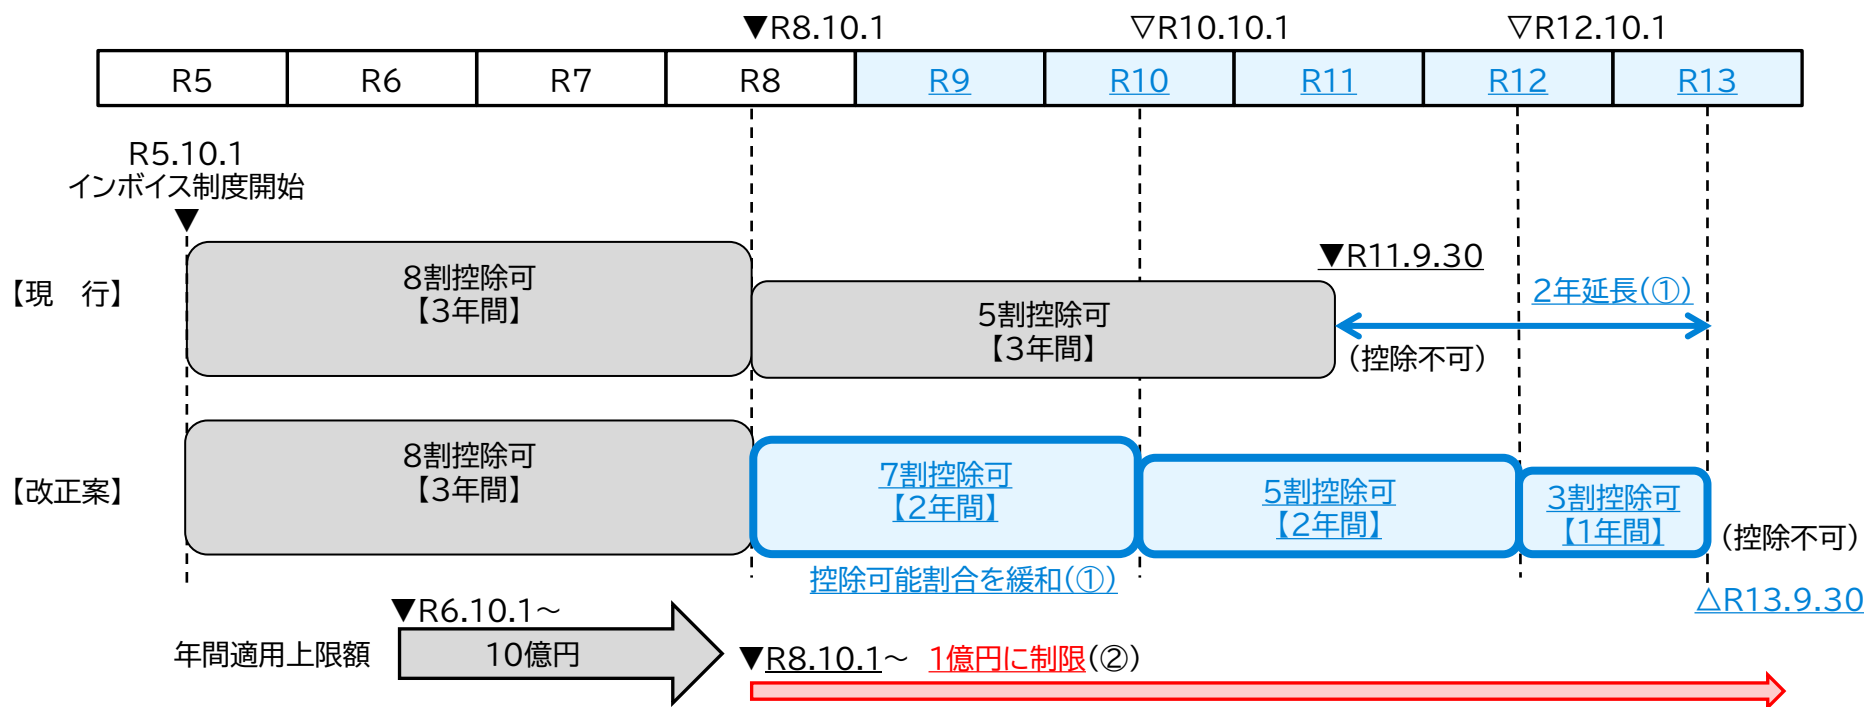 ▼R8.10.1
▽R10.10.1
▽R12.10.1
R5
R6
R7
R8
R9
R10
R11
R12
R13
R5.10.1
インボイス制度開始
▼
【現　行】
8割控除可
【3年間】
5割控除可
【3年間】
▼R11.9.30
2年延長(①)
(控除不可)
【改正案】
8割控除可
【3年間】
7割控除可
【2年間】
5割控除可
【2年間】
3割控除可
【1年間】
(控除不可)
控除可能割合を緩和(①)
△R13.9.30
▼R6.10.1～
年間適用上限額
10億円
▼R8.10.1～ 1億円に制限(②)